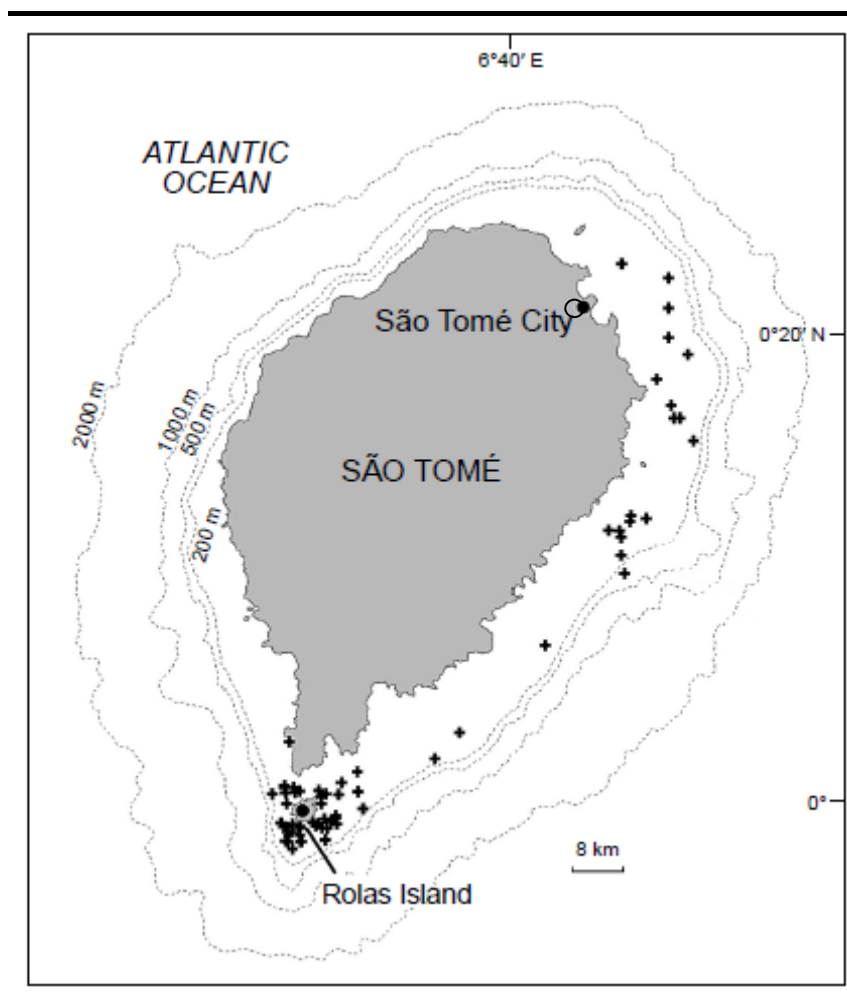 6°40′ E
ATLANTIC
OCEAN
São Tomé City
0°20′ N
2000 m
1000 m
500 m
SÃO TOMÉ
200 m
0°
8 km
Rolas Island